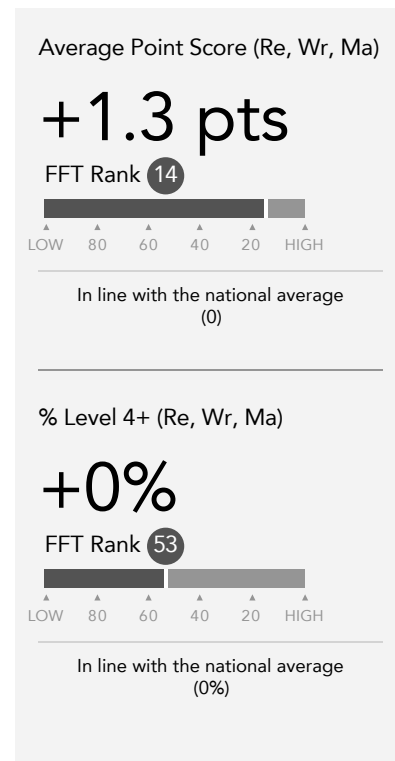 Average Point Score (Re, Wr, Ma)
+1.3 pts
FFT Rank 14
LOW 80 60 40 20 HIGH
In line with the national average
(0)
% Level 4+ (Re, Wr, Ma)
+0%
FFT Rank 53
LOW 80 60 40 20 HIGH
In line with the national average
(0%)